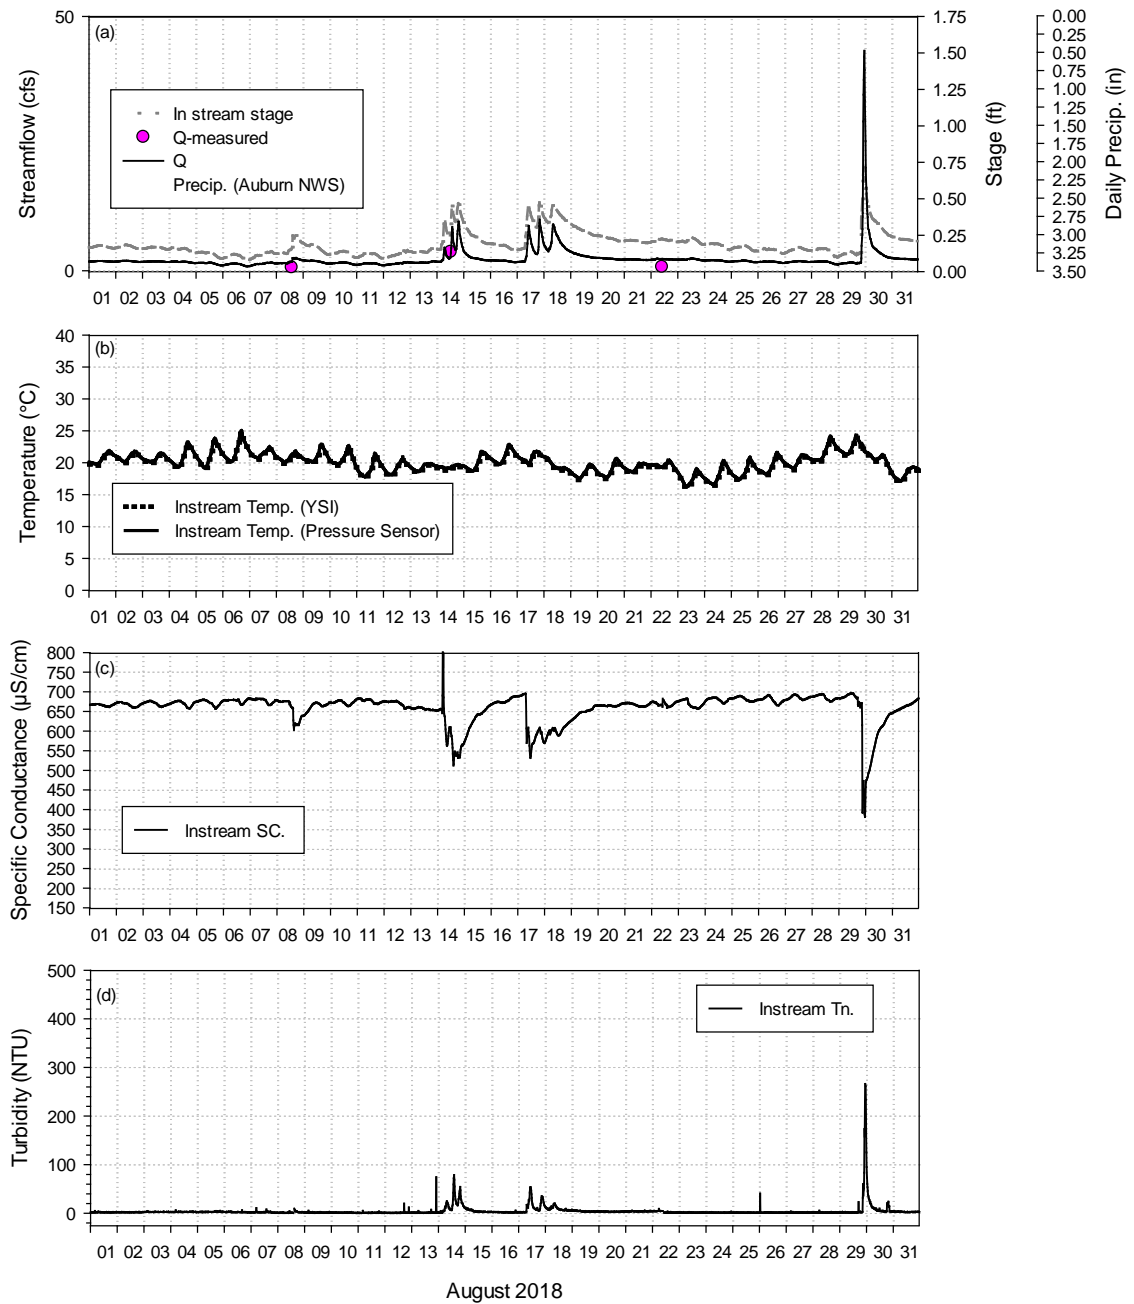 (a)
Streamflow (cfs)
50
0
In stream stage
Q-measured
Q
Precip. (Auburn NWS)
1.75
1.50
1.25
1.00
0.75
0.50
0.25
0.00
Stage (ft)
0.00
0.25
0.50
0.75
1.00
1.25
1.50
1.75
2.00
2.25
2.50
2.75
3.00
3.25
3.50
Daily Precip. (in)
01 02 03 04 05 06 07 08 09 10 11 12 13 14 15 16 17 18 19 20 21 22 23 24 25 26 27 28 29 30 31
(b)
Temperature (°C)
40
35
30
25
20
15
10
5
0
Instream Temp. (YSI)
Instream Temp. (Pressure Sensor)
01 02 03 04 05 06 07 08 09 10 11 12 13 14 15 16 17 18 19 20 21 22 23 24 25 26 27 28 29 30 31
(c)
Specific Conductance (µS/cm)
800
750
700
650
600
550
500
450
400
350
300
250
200
150
Instream SC.
01 02 03 04 05 06 07 08 09 10 11 12 13 14 15 16 17 18 19 20 21 22 23 24 25 26 27 28 29 30 31
(d)
Turbidity (NTU)
500
400
300
200
100
0
Instream Tn.
01 02 03 04 05 06 07 08 09 10 11 12 13 14 15 16 17 18 19 20 21 22 23 24 25 26 27 28 29 30 31
August 2018